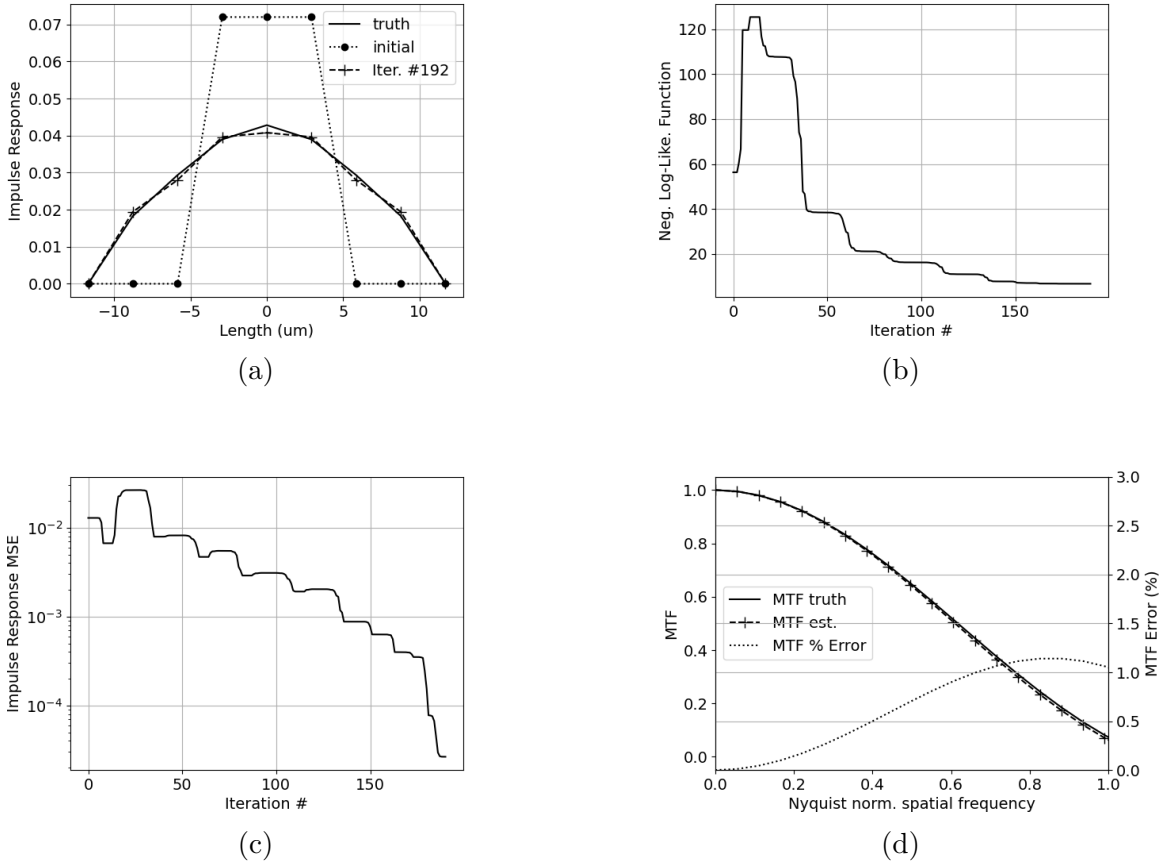 0.07
0.06
0.05
0.04
0.03
0.02
0.01
0.00
Impulse Response
truth
initial
Iter. #192
−10
−5
0
5
10
Length (um)
(a)
120
100
80
60
40
20
Neg. Log-Like. Function
0
50
100
150
Iteration #
(b)
10⁻²
10⁻³
10⁻⁴
Impulse Response MSE
0
50
100
150
Iteration #
(c)
1.0
0.8
0.6
0.4
0.2
0.0
MTF
MTF truth
MTF est.
MTF % Error
3.0
2.5
2.0
1.5
1.0
0.5
0.0
MTF Error (%)
0.0
0.2
0.4
0.6
0.8
1.0
Nyquist norm. spatial frequency
(d)